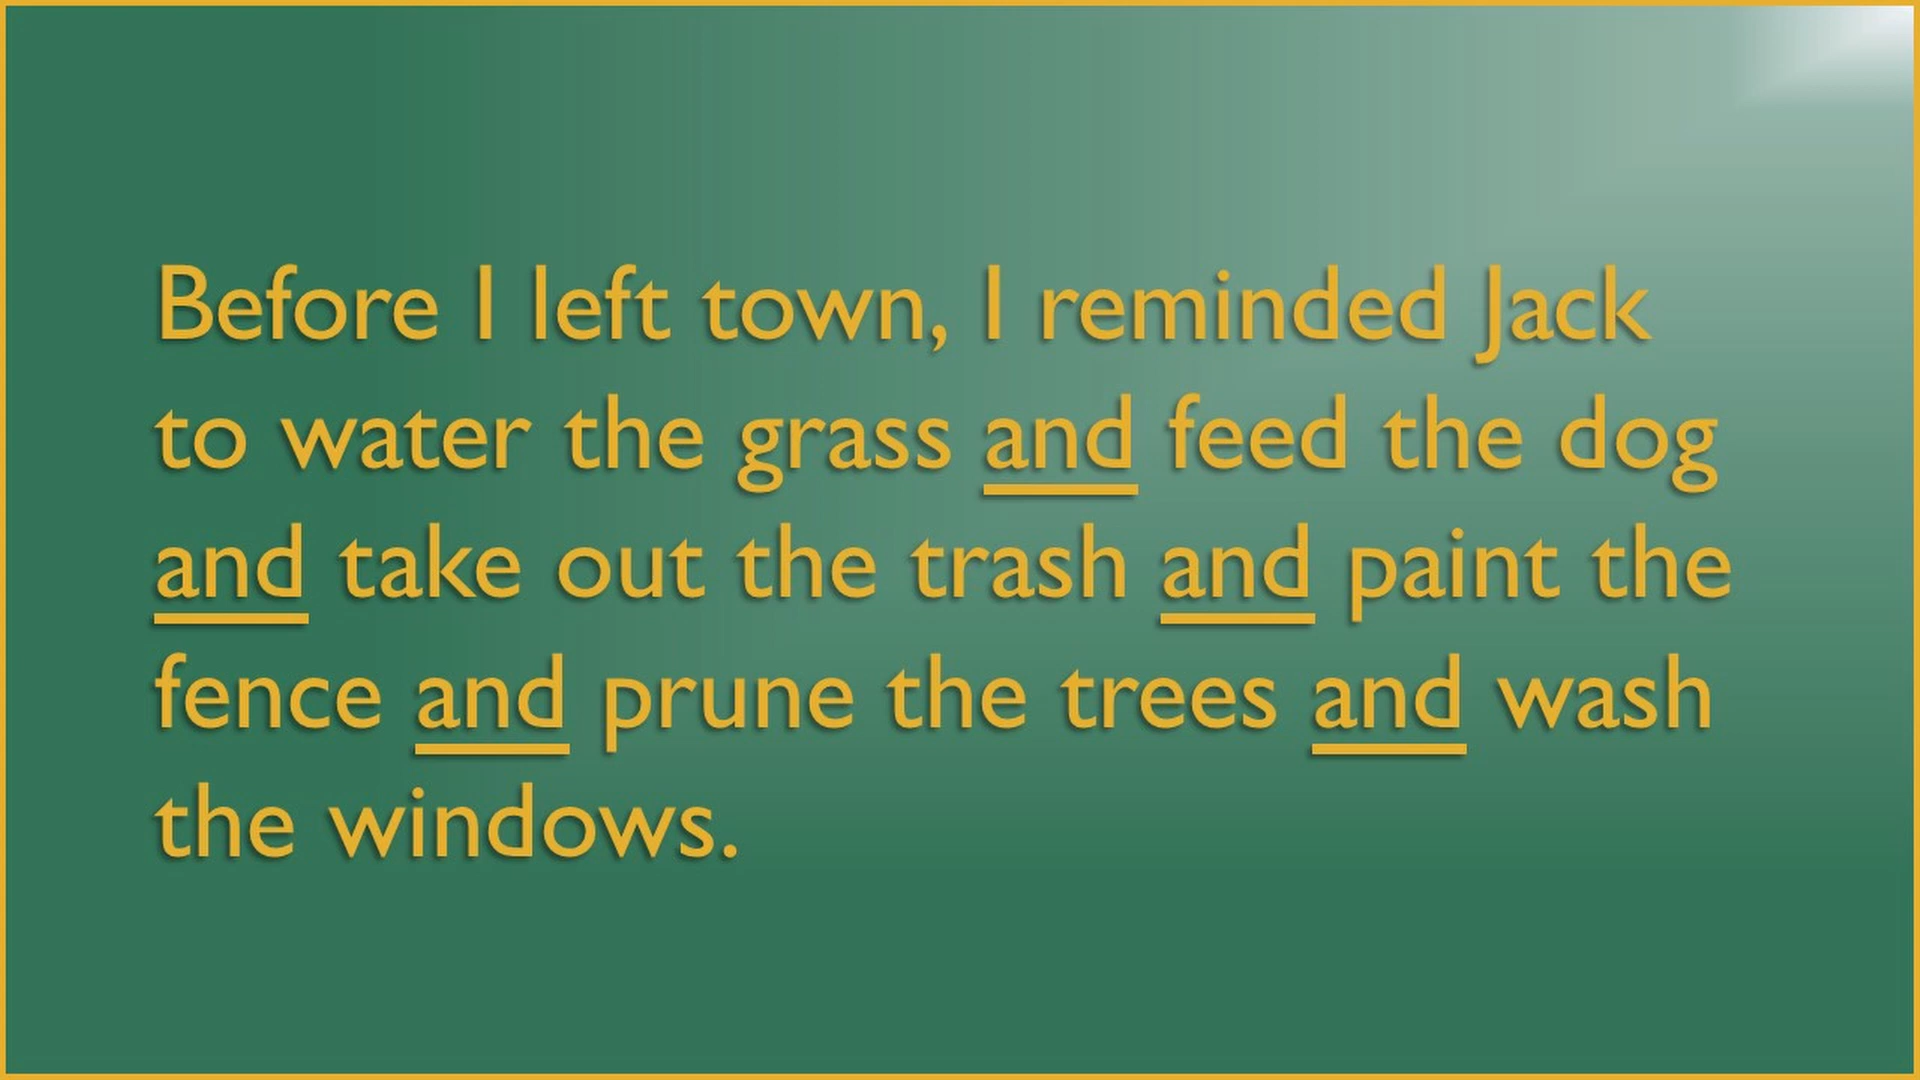 Before I left town, I reminded Jack
to water the grass and feed the dog
and take out the trash and paint the
fence and prune the trees and wash
the windows.